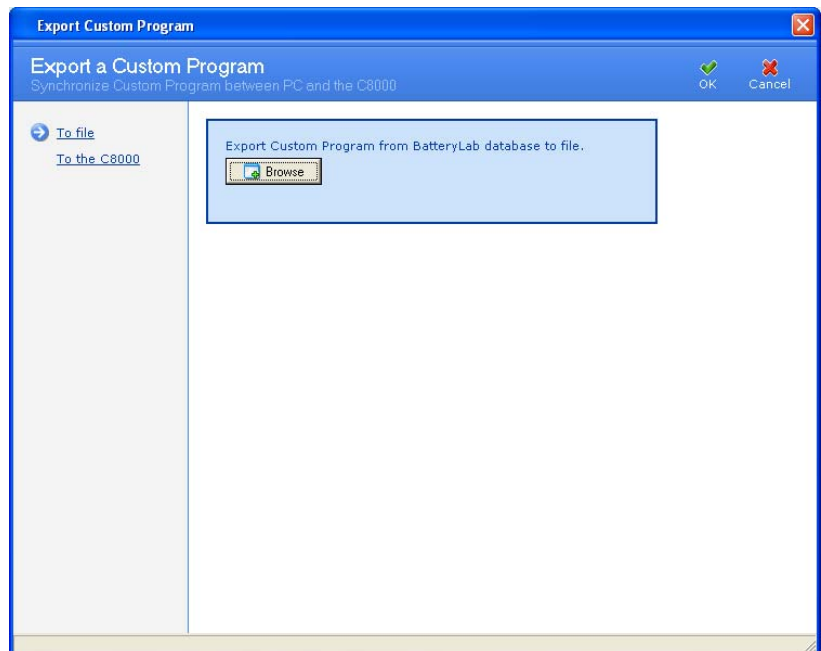 Export Custom Program
Export a Custom Program
Synchronize Custom Program between PC and the C8000
OK
Cancel
To file
To the C8000
Export Custom Program from BatteryLab database to file.
Browse